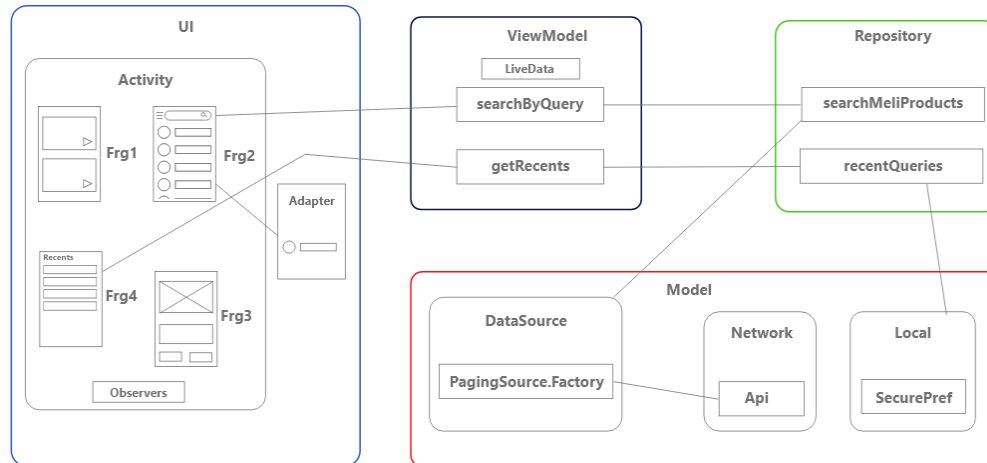 UI
Activity
Frg1
Frg2
Adapter
Recents
Frg4
Frg3
Observers
ViewModel
LiveData
searchByQuery
getRecents
Repository
searchMeliProducts
recentQueries
Model
DataSource
PagingSource.Factory
Network
Api
Local
SecurePref